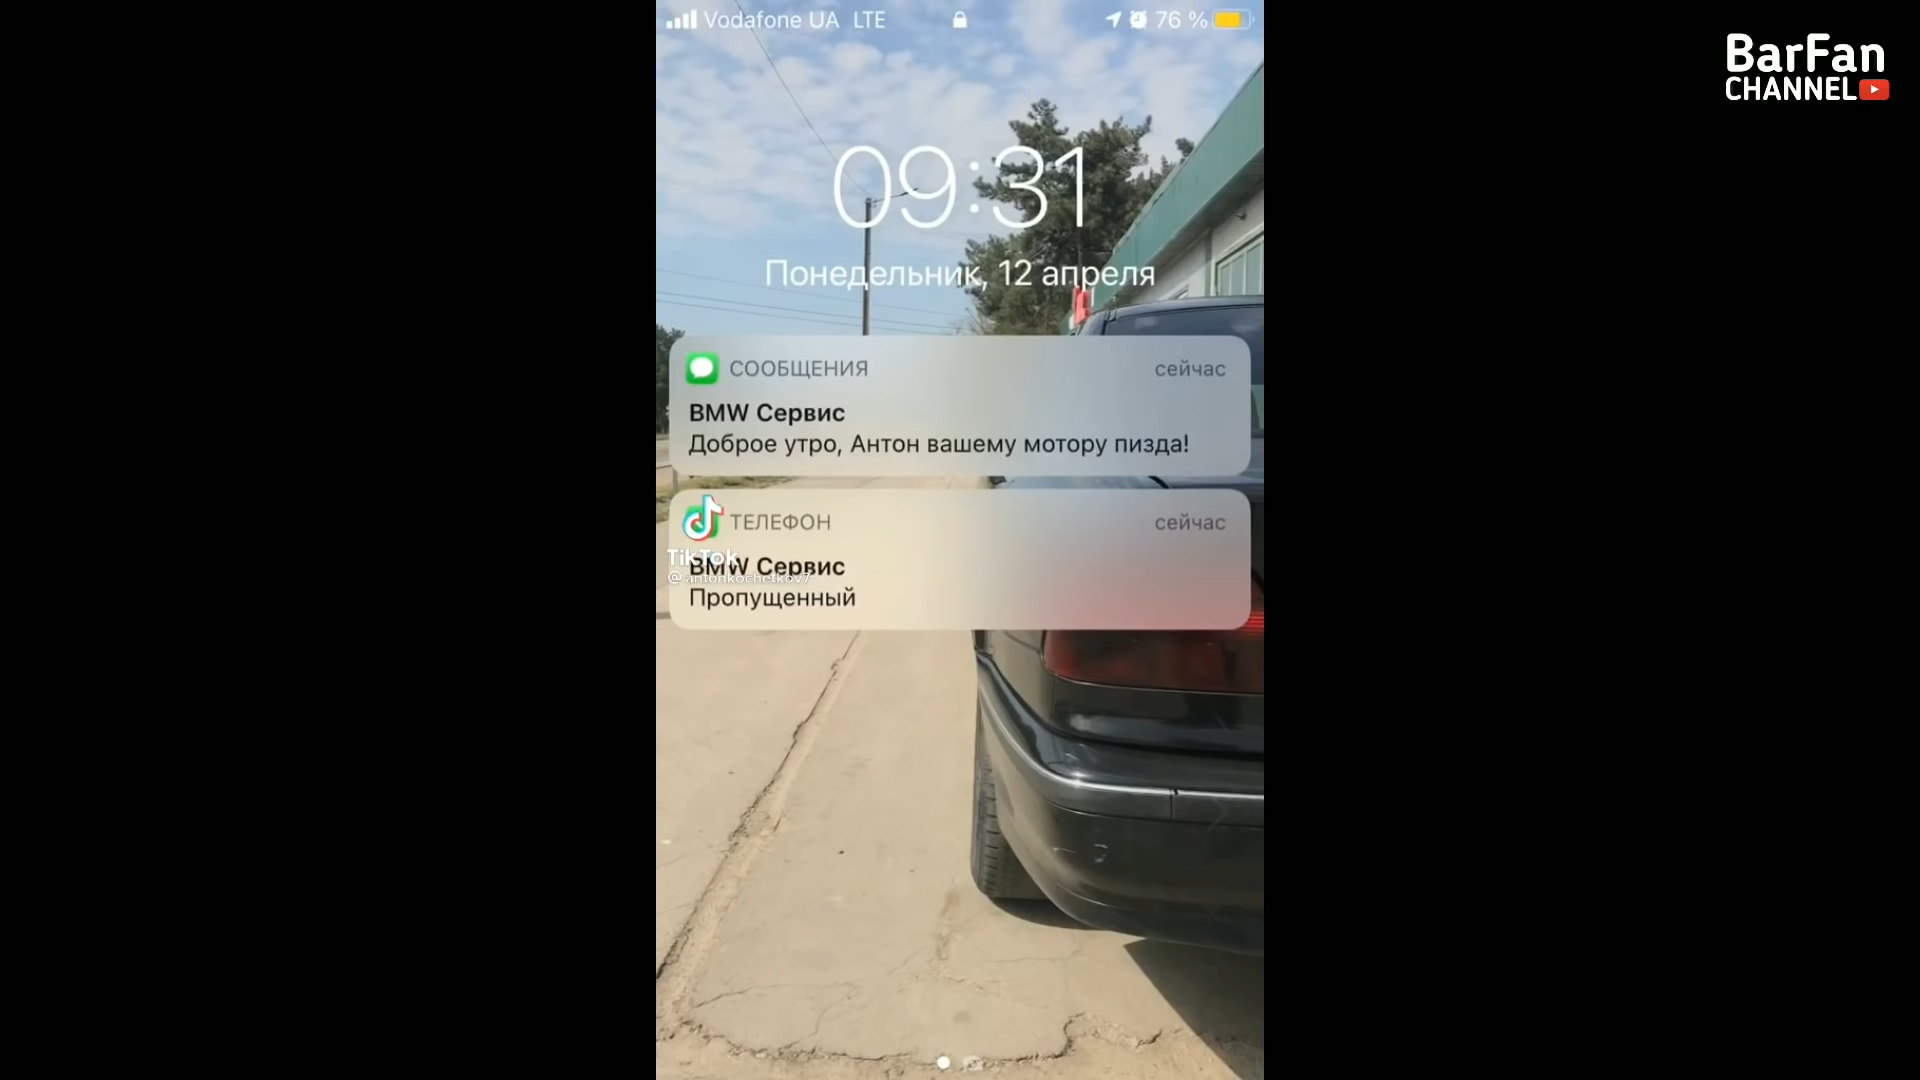 Vodafone UA LTE
76 %
BarFan
CHANNEL
09:31
Понедельник, 12 апреля
СООБЩЕНИЯ
сейчас
BMW Сервис
Доброе утро, Антон вашему мотору пизда!
ТЕЛЕФОН
сейчас
TikTok
BMW Сервис
@antonkochetkov7
Пропущенный